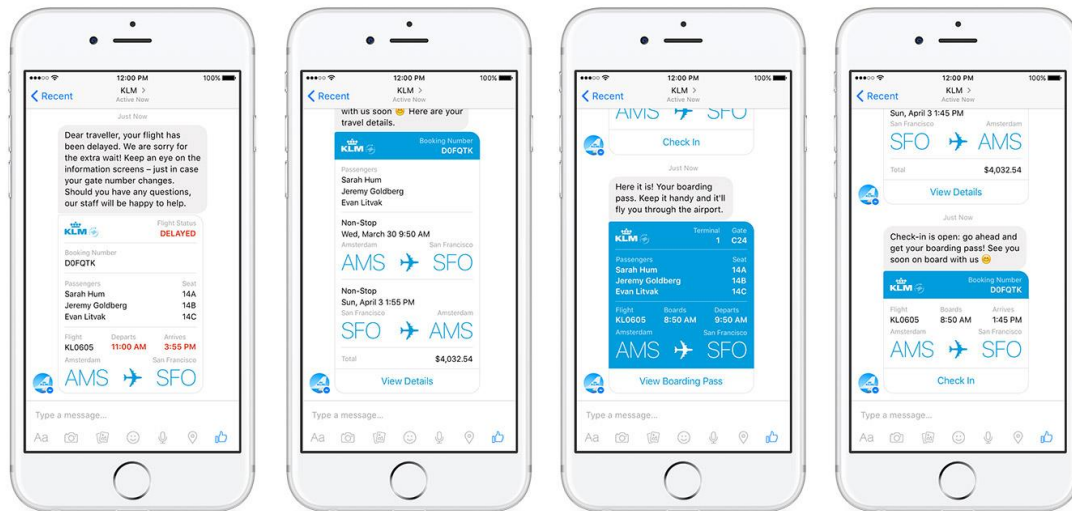 12:00 PM
100%
Recent
KLM
Active Now
Just Now
Dear traveller, your flight has
been delayed. We are sorry for
the extra wait! Keep an eye on the
information screens – just in case
your gate number changes.
Should you have any questions,
our staff will be happy to help.
KLM
Flight Status
DELAYED
Booking Number
D0FQTK
Passengers Seat
Sarah Hum 14A
Jeremy Goldberg 14B
Evan Litvak 14C
Flight Departs Arrives
KL0605 11:00 AM 3:55 PM
Amsterdam San Francisco
AMS SFO
Type a message...
Aa
12:00 PM
100%
Recent
KLM
Active Now
with us soon Here are your
travel details.
KLM
Booking Number
D0FQTK
Passengers
Sarah Hum
Jeremy Goldberg
Evan Litvak
Non-Stop
Wed, March 30 9:50 AM
Amsterdam San Francisco
AMS SFO
Non-Stop
Sun, April 3 1:55 PM
San Francisco Amsterdam
SFO AMS
Total $4,032.54
View Details
Type a message...
Aa
12:00 PM
100%
Recent
KLM
Active Now
AMS SFO
Check In
Just Now
Here it is! Your boarding
pass. Keep it handy and it'll
fly you through the airport.
KLM
Terminal Gate
1 C24
Passengers Seat
Sarah Hum 14A
Jeremy Goldberg 14B
Evan Litvak 14C
Flight Boards Departs
KL0605 8:50 AM 9:50 AM
Amsterdam San Francisco
AMS SFO
View Boarding Pass
Type a message...
Aa
12:00 PM
100%
Recent
KLM
Active Now
Sun, April 3 1:45 PM
San Francisco Amsterdam
SFO AMS
Total $4,032.54
View Details
Just Now
Check-in is open: go ahead and
get your boarding pass! See you
soon on board with us
KLM
Booking Number
D0FQTK
Flight Boards Arrives
KL0605 8:50 AM 1:45 PM
Amsterdam San Francisco
AMS SFO
Check In
Type a message...
Aa